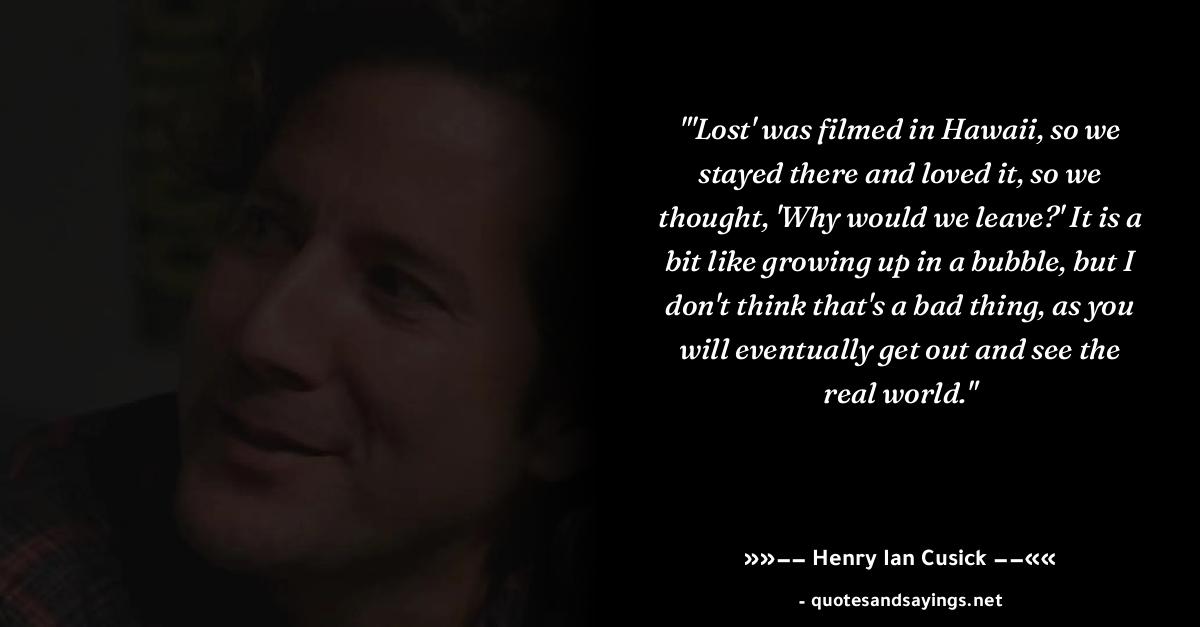 "'Lost' was filmed in Hawaii, so we
stayed there and loved it, so we
thought, 'Why would we leave?' It is a
bit like growing up in a bubble, but I
don't think that's a bad thing, as you
will eventually get out and see the
real world."
»»−− Henry Ian Cusick −−««
- quotesandsayings.net